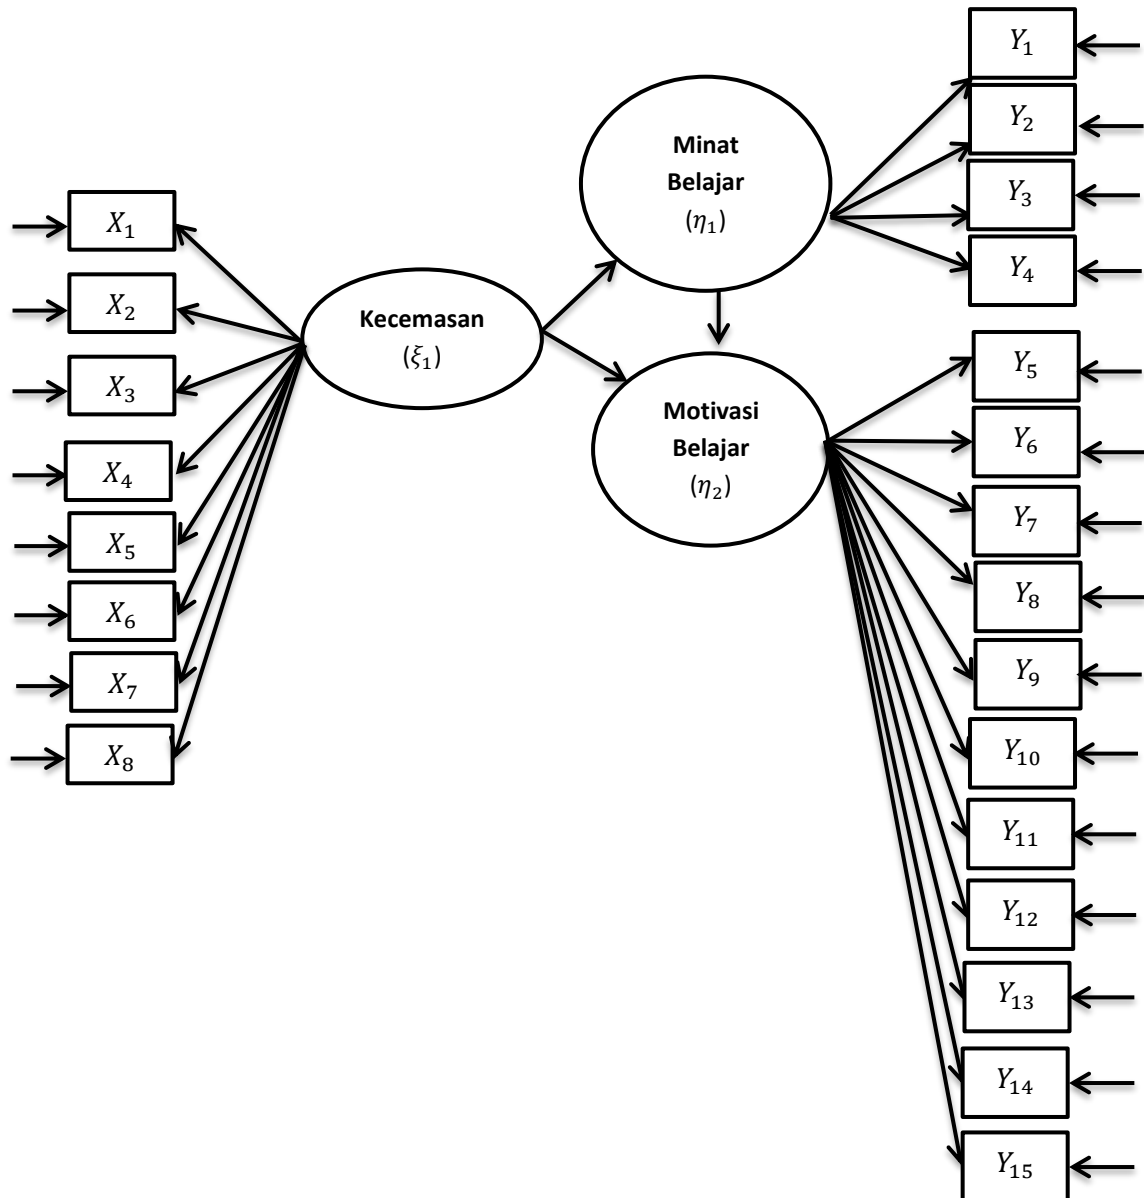 X₁
X₂
X₃
X₄
X₅
X₆
X₇
X₈
Kecemasan
(ξ₁)
Minat
Belajar
(η₁)
Motivasi
Belajar
(η₂)
Y₁
Y₂
Y₃
Y₄
Y₅
Y₆
Y₇
Y₈
Y₉
Y₁₀
Y₁₁
Y₁₂
Y₁₃
Y₁₄
Y₁₅